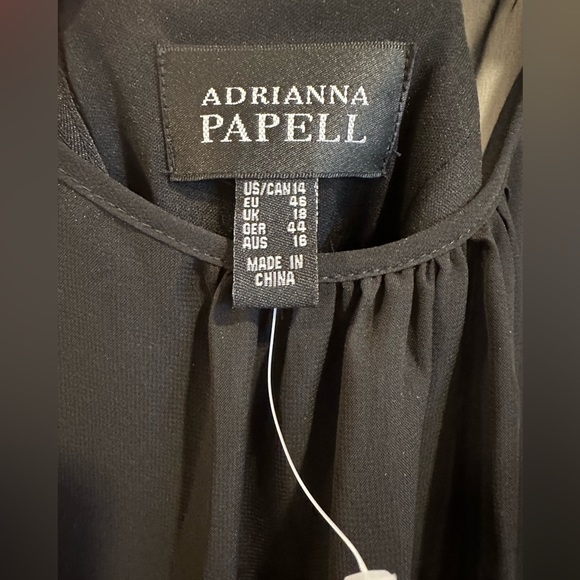 ADRIANNA
PAPELL
US/CAN 14
EU 46
UK 18
GER 44
AUS 16
MADE IN
CHINA